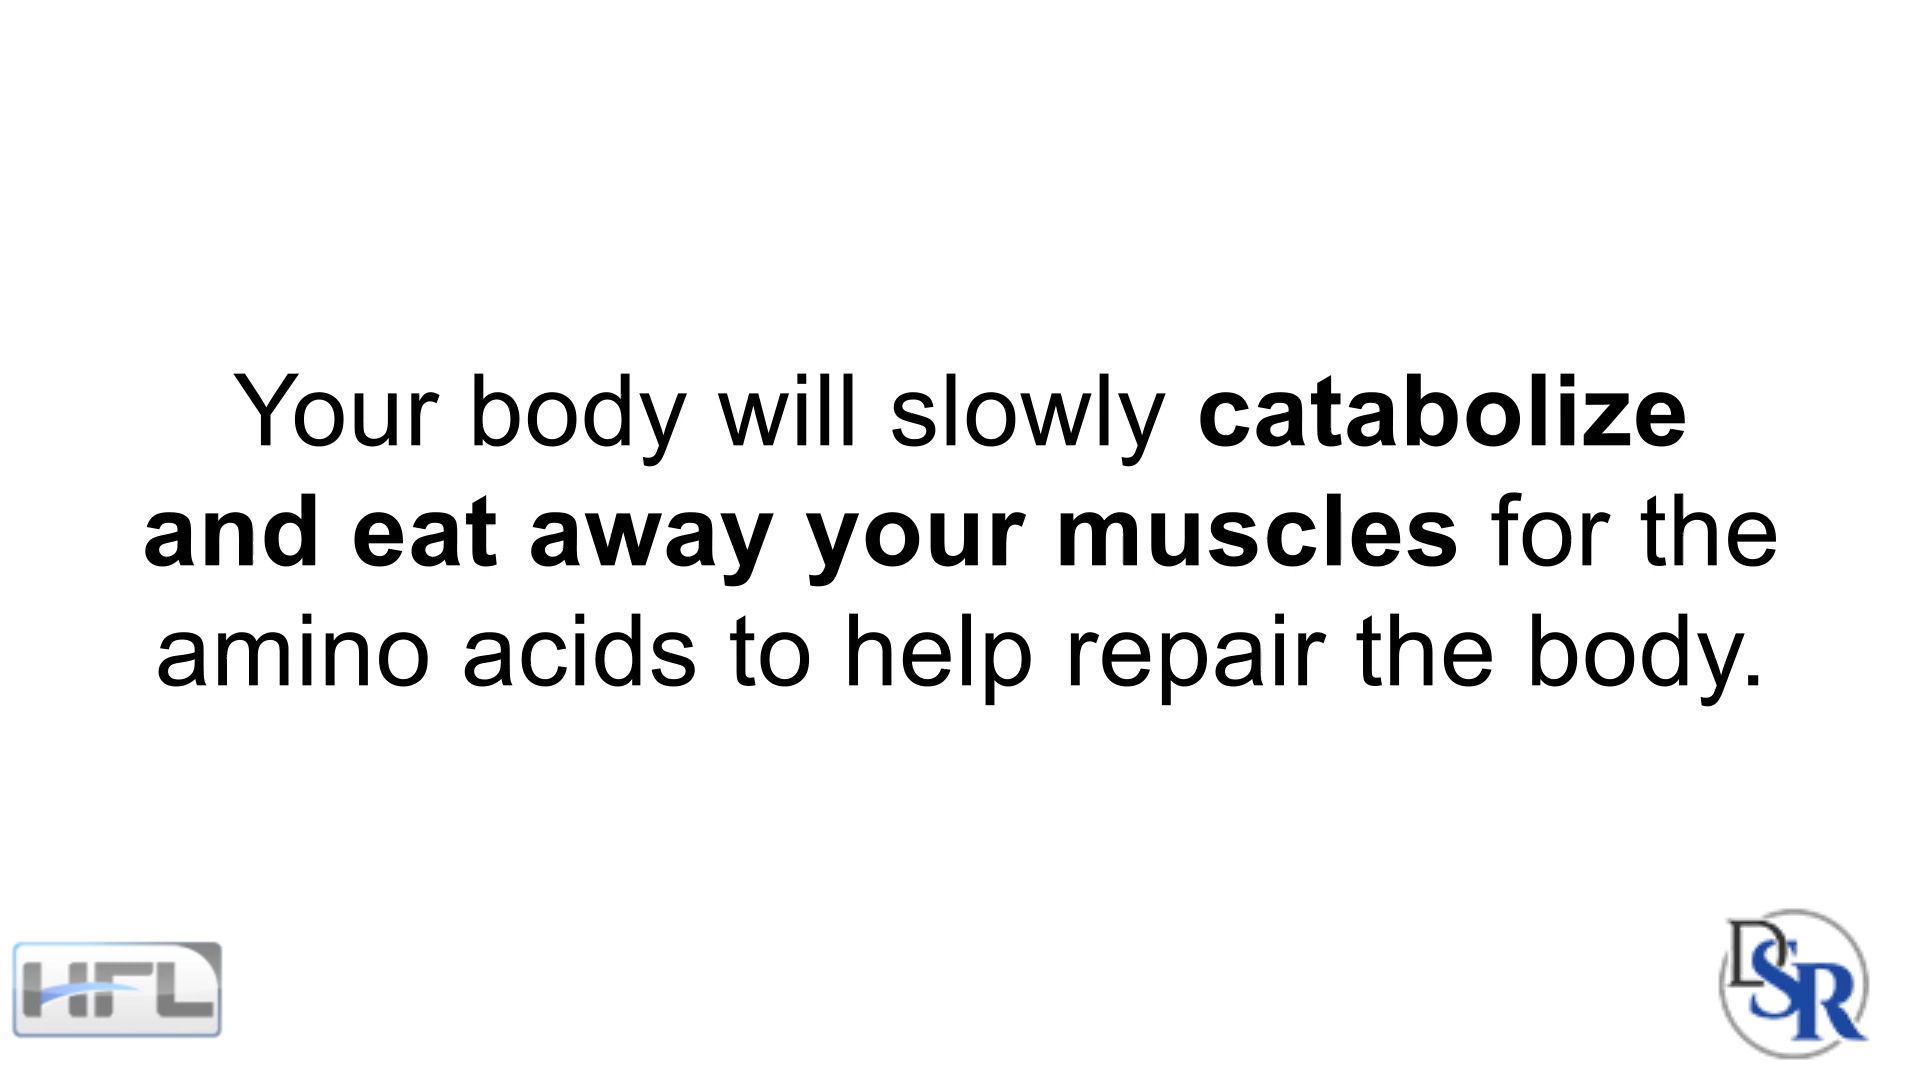 Your body will slowly catabolize
and eat away your muscles for the
amino acids to help repair the body.
HFL
DSR